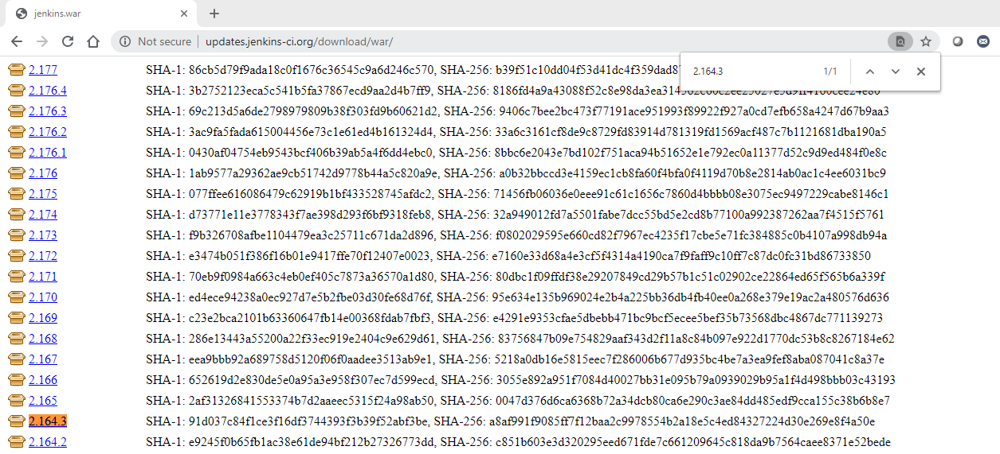 jenkins.war
Not secure updates.jenkins-ci.org/download/war/
2.164.3 1/1
2.177 SHA-1: 86cb5d79f9ada18c0f1676c36545c9a6d246c570, SHA-256: b39f51c10dd04f53d41dc4f359dad8
2.176.4 SHA-1: 3b2752123eca5c541b5fa37867ecd9aa2d4b7ff9, SHA-256:
2.176.3 SHA-1: 69c213d5a6de2798979809b38f303fd9b60621d2, SHA-256: 9406c7bee2bc473f77191ace951993f89922f927a0cd7efb658a4247d67b9aa3
2.176.2 SHA-1: 3ac9fa5fada615004456e73c1e61ed4b161324d4, SHA-256: 33a6c3161cf8de9c8729fd83914d781319fd1569acf487c7b1121681dba190a5
2.176.1 SHA-1: 0430af04754eb9543bcf406b39ab5a4f6dd4ebc0, SHA-256: 8bbc6e2043e7bd102f751aca94b51652e1e792ec0a11377d52c9d9ed484f0e8c
2.176 SHA-1: 1ab9577a29362ae9cb51742d9778b44a5c820a9e, SHA-256: a0b32bbccd3e4159ec1cb8fa60f4bfa0f4119d70b8e2814ab0ac1c4ee6031bc9
2.175 SHA-1: 077ffee616086479c62919b1bf433528745afdc2, SHA-256: 71456fb06036e0eee91c61c1656c7860d4bbbb08e3075ec9497229cabe8146c1
2.174 SHA-1: d73771e11e3778343f7ae398d293f6bf9318feb8, SHA-256: 32a949012fd7a5501fabe7dcc55bd5e2cd8b77100a992387262aa7f4515f5761
2.173 SHA-1: f9b326708afbe1104479ea3c25711c671da2d896, SHA-256: f0802029595e660cd82f7967ec4235f17cbe5e71fc384885c0b4107a998db94a
2.172 SHA-1: e3474b051f386f16b01e9417ffe70f12407e0023, SHA-256: e7160e33d68a4e3cf5f4314a4190ca7f9faff9c10ff7c87dc0fc31bd86733850
2.171 SHA-1: 70eb9f0984a663c4eb0ef405c7873a36570a1d80, SHA-256: 80dbc1f09ffdf38e29207849cd29b57b1c51c02902ce22864ed65f565b6a339f
2.170 SHA-1: ed4ece94238a0ec927d7e5b2fbe03d30fe68d76f, SHA-256: 95e634e135b969024e2b4a225bb36db4fb40ee0a268e379e19ac2a480576d636
2.169 SHA-1: c23e2bca2101b63360647fb14e00368fdab7fbf3, SHA-256: e4291e9353cfae5dbebb471bc9bcf5ecee5bef35b73568dbc4867dc771139273
2.168 SHA-1: 286e13443a55200a22f33ec919e2404c9e629d61, SHA-256: 83756847b09e754829aaf343d2f11a8c84b097e922d1770dc53b8c8267184e62
2.167 SHA-1: eea9bbb92a689758d5120f06f0aadee3513ab9e1, SHA-256: 5218a0db16e5815eec7f286006b677d935bc4be7a3ea9fef8aba087041c8a37e
2.166 SHA-1: 652619d2e830de5e0a95a3e958f307ec7d599ecd, SHA-256: 3055e892a951f7084d40027bb31e095b79a0939029b95a1f4d498bbb03c43193
2.165 SHA-1: 2af31326841553374b7d2aaeec5315f24a98ab50, SHA-256: 0047d376d6ca6368b72a34dcb80ca6e290c3ae84dd485edf9cca155c38b6b8e7
2.164.3 SHA-1: 91d037c84f1ce3f16df3744393f3b39f52abf3be, SHA-256: a8af991f9085ff7f12baa2c9978554b2a18e5c4ed84327224d30e269e8f4a50e
2.164.2 SHA-1: e9245f0b65fb1ac38e61de94bf212b27326773dd, SHA-256: c851b603e3d320295eed671fde7c661209645c818da9b7564caee8371e52bede